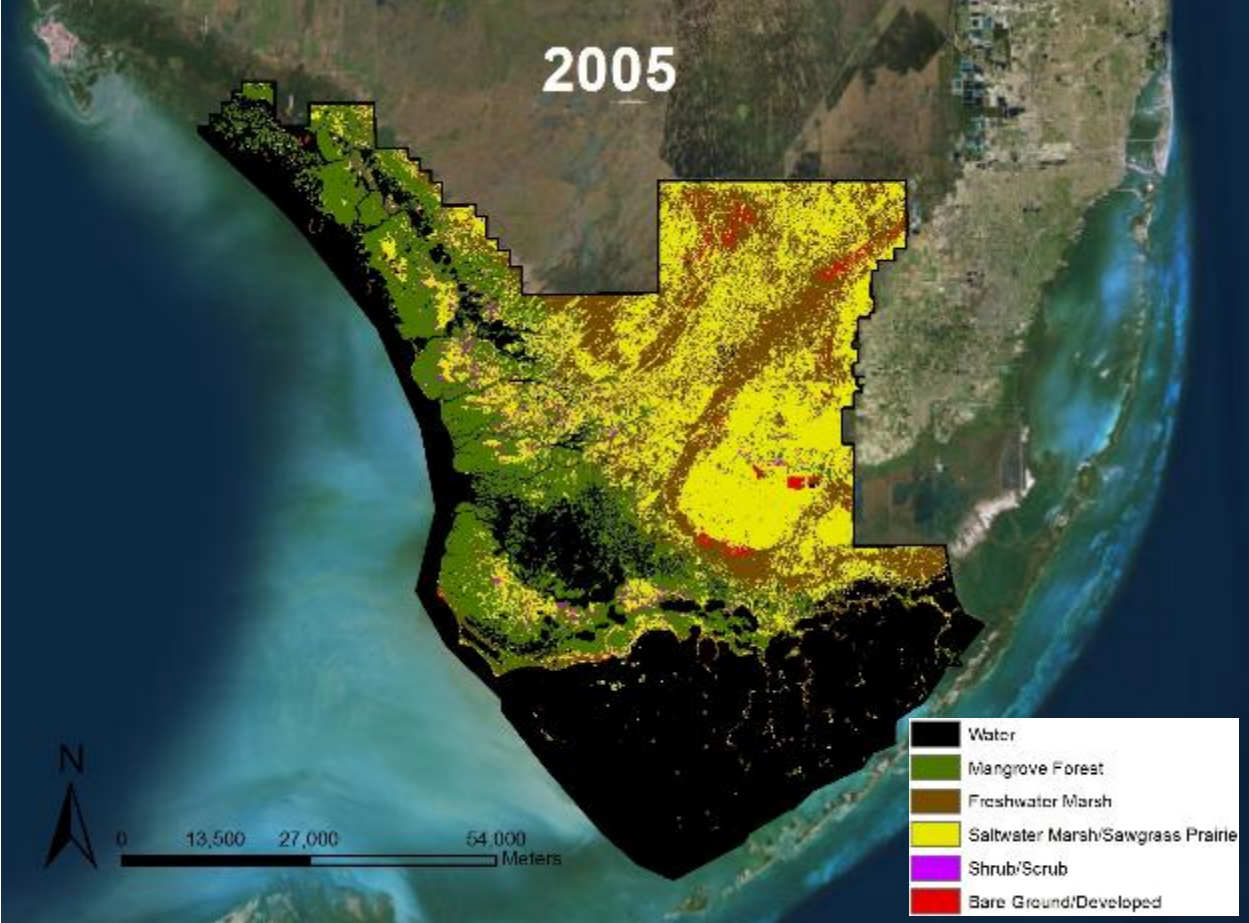 2005
N
0 13,500 27,000 54,000
Meters
Water
Mangrove Forest
Freshwater Marsh
Saltwater Marsh/Sawgrass Prairie
Shrub/Scrub
Bare Ground/Developed